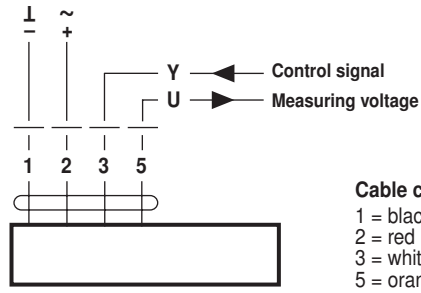 ⊥ ~
– +
Y Control signal
U Measuring voltage
1 2 3 5
Cable c
1 = blac
2 = red
3 = whit
5 = oran